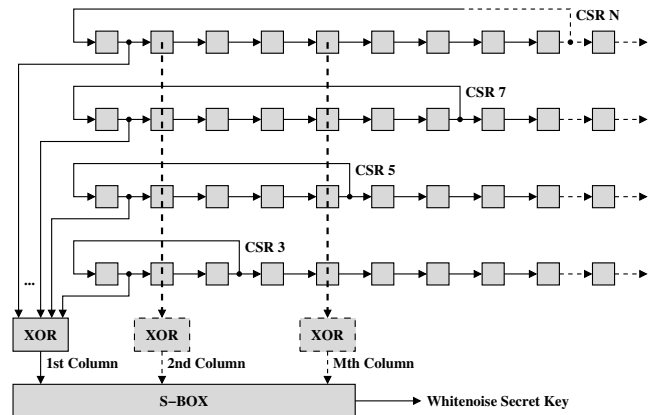 CSR N
CSR 7
CSR 5
CSR 3
...
XOR XOR XOR
1st Column 2nd Column Mth Column
S−BOX Whitenoise Secret Key